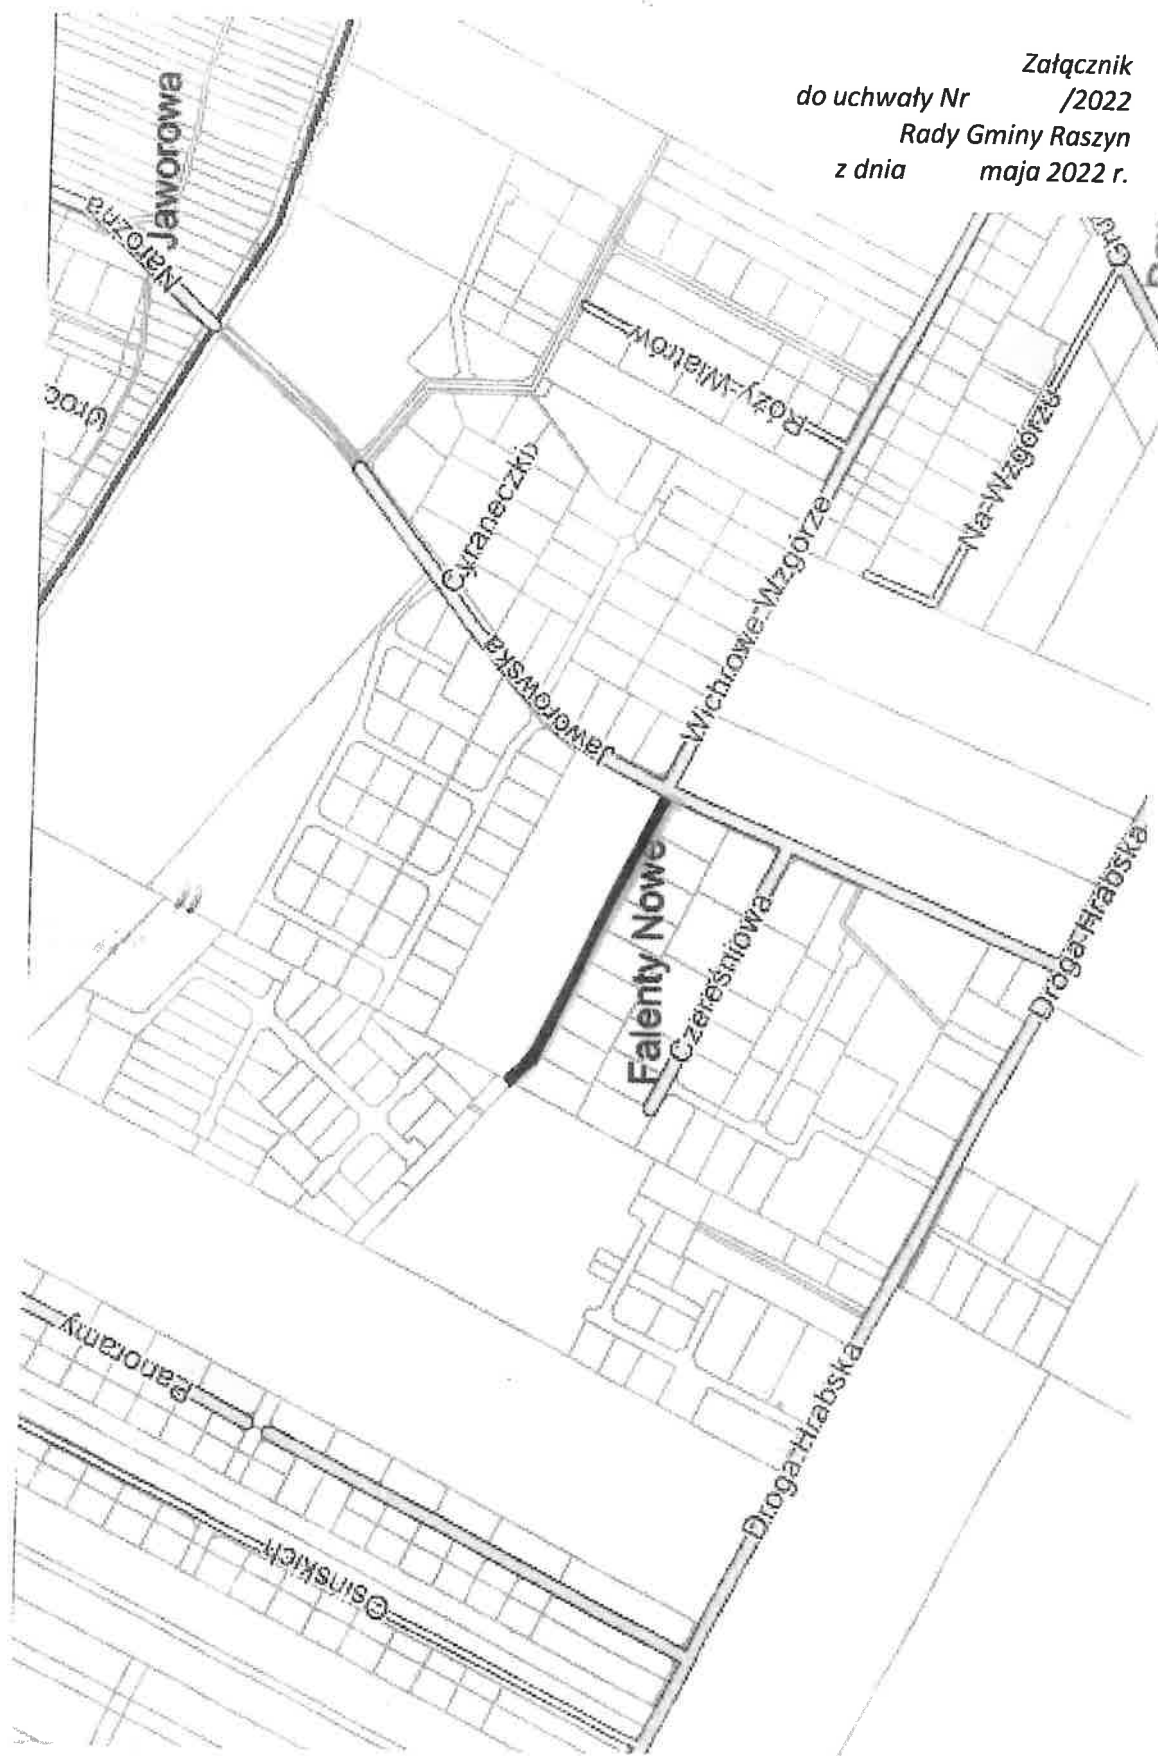 Załącznik
do uchwały Nr /2022
Rady Gminy Raszyn
z dnia maja 2022 r.
Jaworowa
Narożna
Róży-Wiatrów
Cyraneczki
Na-Wzgórzu
Wichrowe-Wzgórze
Jaworowska
Falenty Nowe
Czereśniowa
Droga-Hrabska
Droga-Hrabska
Panoramy
Osińskich